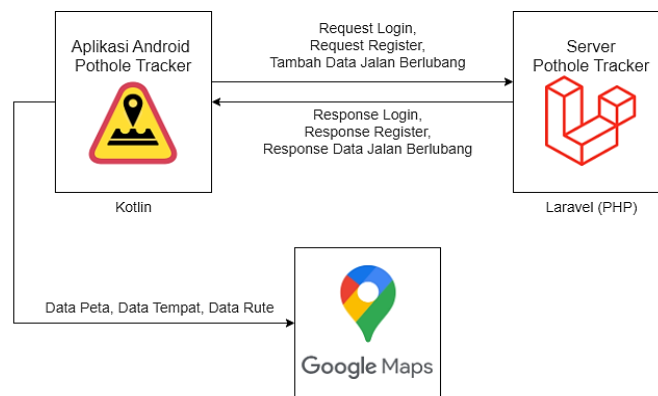 Aplikasi Android
Pothole Tracker
Kotlin
Request Login,
Request Register,
Tambah Data Jalan Berlubang
Response Login,
Response Register,
Response Data Jalan Berlubang
Server
Pothole Tracker
Laravel (PHP)
Data Peta, Data Tempat, Data Rute
Google Maps